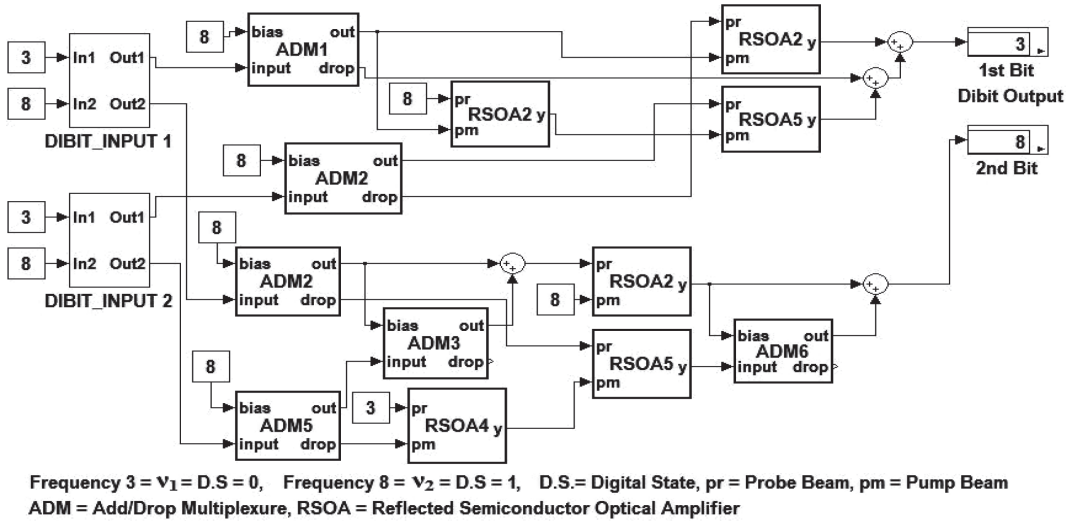 3
8
In1 Out1
In2 Out2
DIBIT_INPUT 1
8
bias out
ADM1
input drop
8
pr
RSOA2 y
pm
pr
RSOA2 y
pm
3
1st Bit
Dibit Output
pr
RSOA5 y
pm
8
bias out
ADM2
input drop
8
2nd Bit
3
8
In1 Out1
In2 Out2
DIBIT_INPUT 2
8
bias out
ADM2
input drop
bias out
ADM3
input drop
8
pr
RSOA2 y
pm
pr
RSOA5 y
pm
bias out
ADM6
input drop
8
bias out
ADM5
input drop
3
pr
RSOA4 y
pm
Frequency 3 = ν1 = D.S = 0, Frequency 8 = ν2 = D.S = 1, D.S.= Digital State, pr = Probe Beam, pm = Pump Beam
ADM = Add/Drop Multiplexure, RSOA = Reflected Semiconductor Optical Amplifier